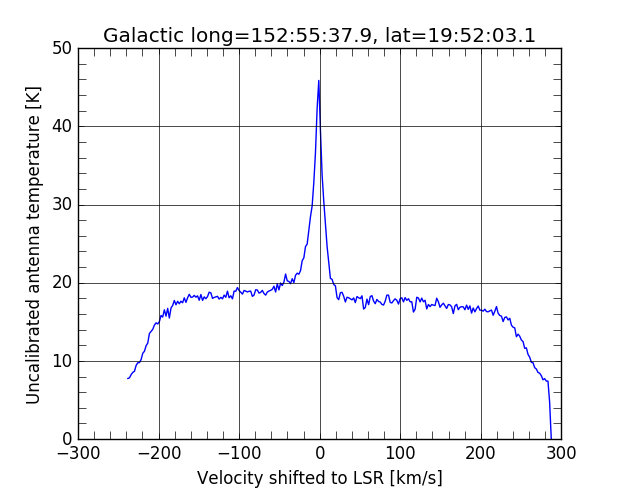 Galactic long=152:55:37.9, lat=19:52:03.1
Uncalibrated antenna temperature [K]
50
40
30
20
10
0
−300 −200 −100 0 100 200 300
Velocity shifted to LSR [km/s]